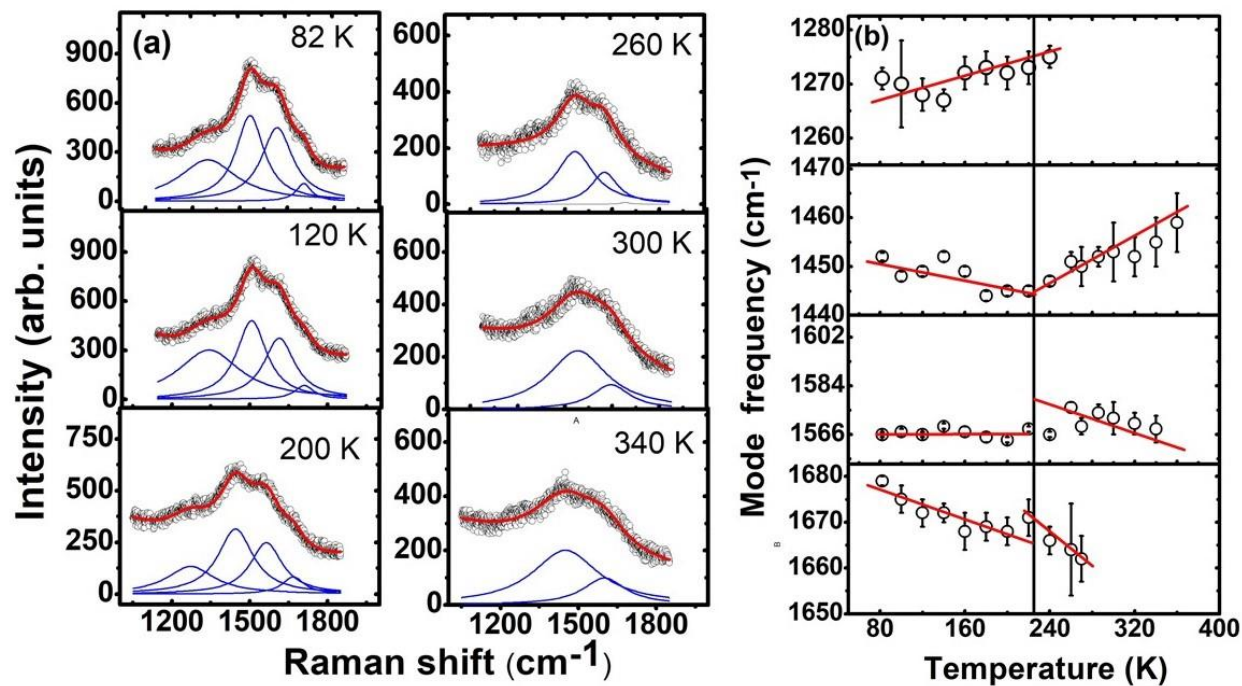 (a)
82 K
900
600
300
0
120 K
900
600
300
0
200 K
750
500
250
0
1200 1500 1800
Intensity (arb. units)
260 K
600
400
200
0
300 K
600
400
200
0
A
340 K
600
400
200
0
1200 1500 1800
Raman shift (cm-1)
(b)
1280
1270
1260
1470
1460
1450
1440
1602
1584
1566
1680
1670
1660
1650
B
80 160 240 320 400
Mode frequency (cm-1)
Temperature (K)